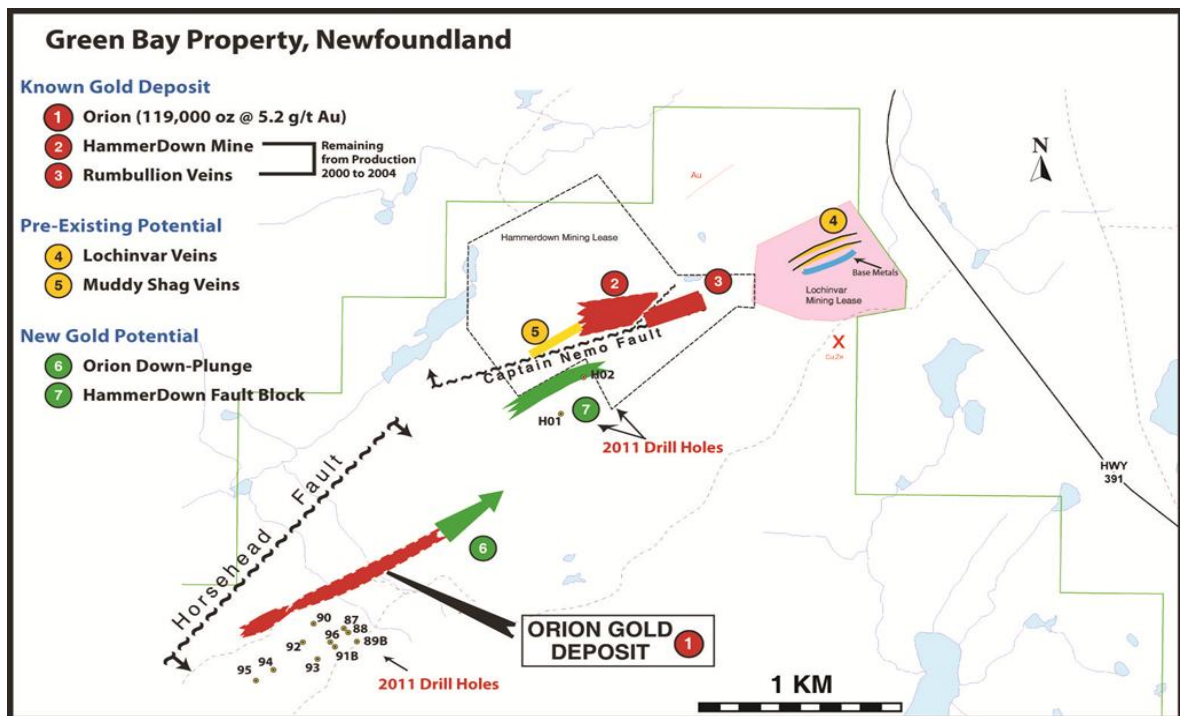 Green Bay Property, Newfoundland
Known Gold Deposit
1 Orion (119,000 oz @ 5.2 g/t Au)
2 HammerDown Mine
3 Rumbullion Veins
Remaining
from Production
2000 to 2004
Pre-Existing Potential
4 Lochinvar Veins
5 Muddy Shag Veins
New Gold Potential
6 Orion Down-Plunge
7 HammerDown Fault Block
N
Au
Hammerdown Mining Lease
4
Base Metals
Lochinvar
Mining Lease
2
3
5
Captain Nemo Fault
X
Cu Zn
H02
7
H01
2011 Drill Holes
HWY
391
Horsehead Fault
6
ORION GOLD
DEPOSIT
1
90
87
88
96
89B
92
91B
93
94
95
2011 Drill Holes
1 KM